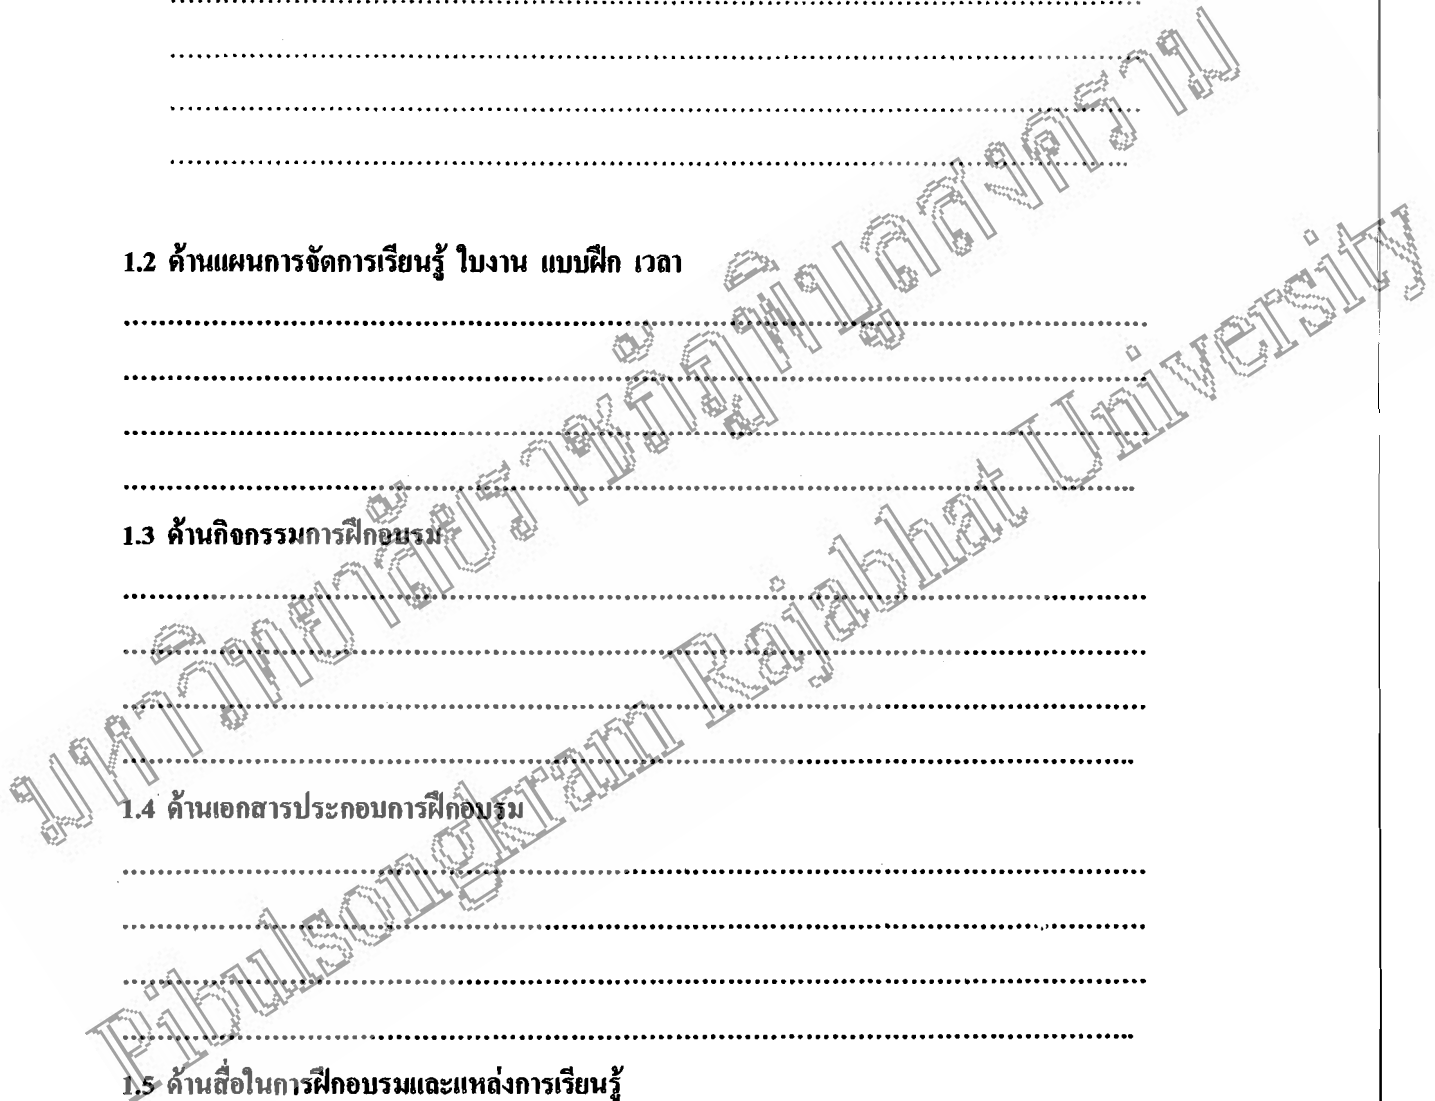 ........................................................................
........................................................................
........................................................................
........................................................................
1.2 ด้านแผนการจัดการเรียนรู้ ใบงาน แบบฝึก เวลา
........................................................................
........................................................................
........................................................................
........................................................................
1.3 ด้านกิจกรรมการฝึกอบรม
........................................................................
........................................................................
........................................................................
........................................................................
1.4 ด้านเอกสารประกอบการฝึกอบรม
........................................................................
........................................................................
........................................................................
........................................................................
1.5 ด้านสื่อในการฝึกอบรมและแหล่งการเรียนรู้
มหาวิทยาลัยราชภัฏพิบูลสงคราม
Pibulsongkram Rajabhat University